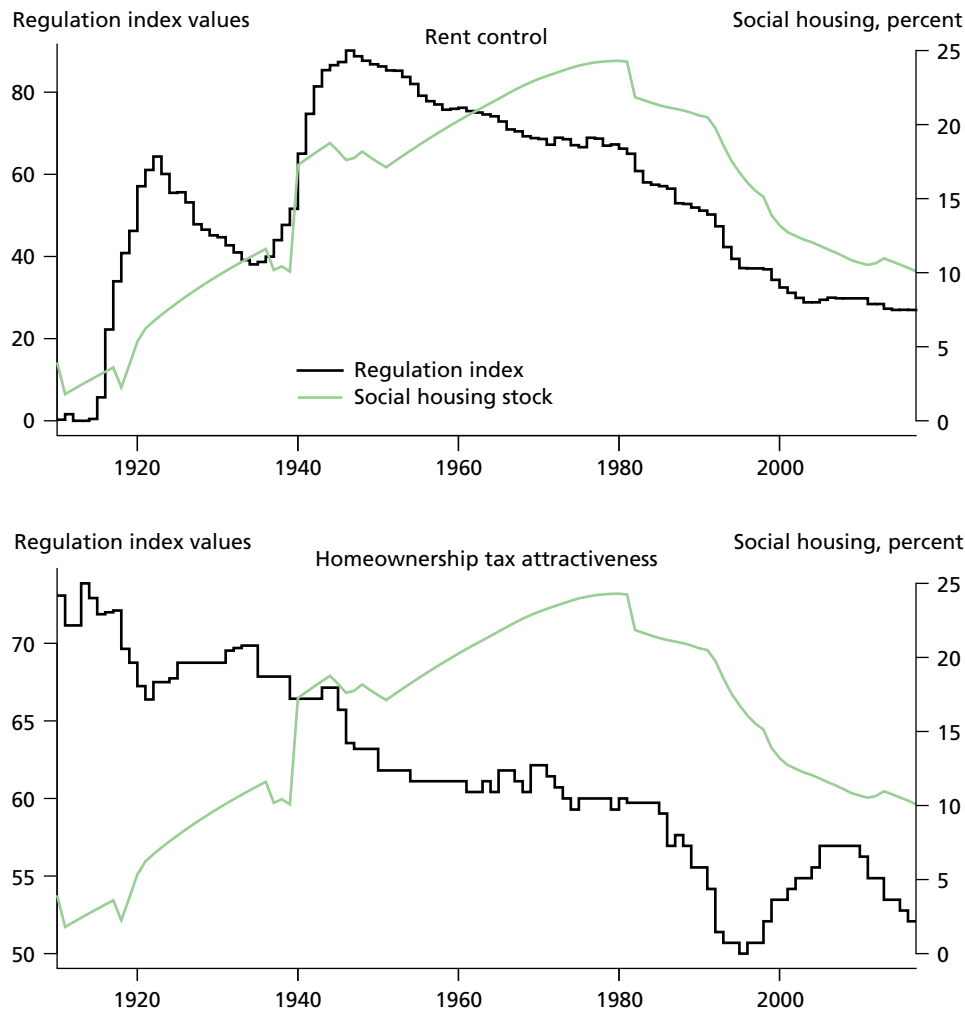 Regulation index values
Social housing, percent
Rent control
80
60
40
20
0
25
20
15
10
5
0
Regulation index
Social housing stock
1920 1940 1960 1980 2000
Regulation index values
Social housing, percent
Homeownership tax attractiveness
70
65
60
55
50
25
20
15
10
5
0
1920 1940 1960 1980 2000